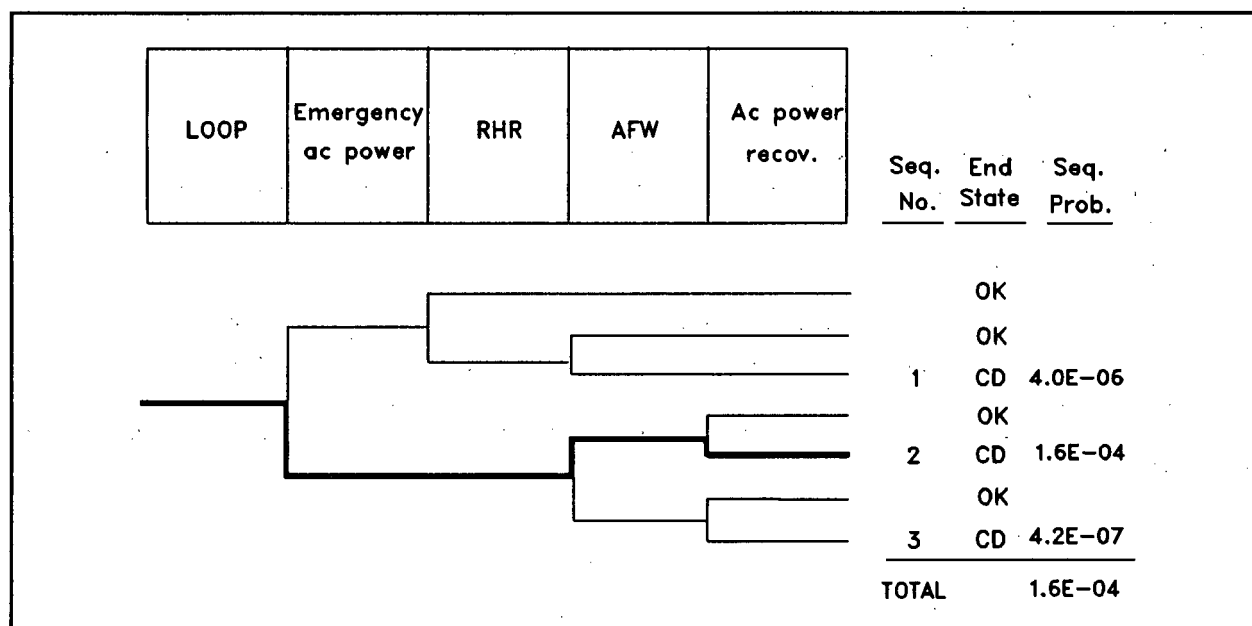 LOOP
Emergency
ac power
RHR
AFW
Ac power
recov.
Seq.
No.
End
State
Seq.
Prob.
OK
OK
1 CD 4.0E-06
OK
2 CD 1.6E-04
OK
3 CD 4.2E-07
TOTAL 1.6E-04